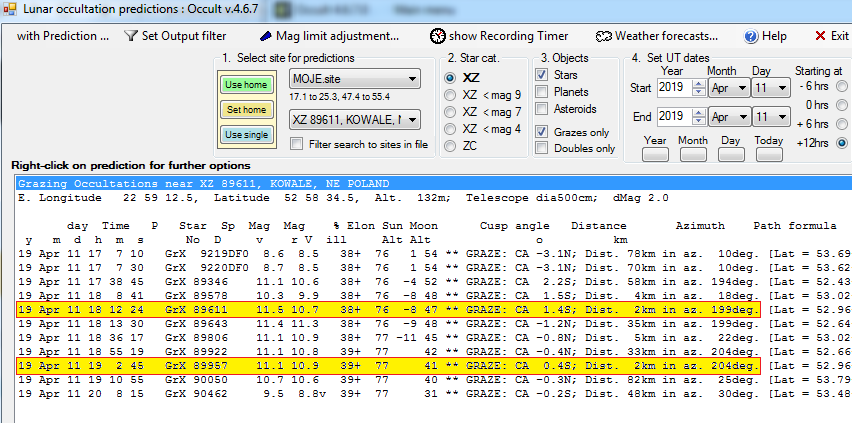 Lunar occultation predictions : Occult v.4.6.7
with Prediction ... Set Output filter Mag limit adjustment... show Recording Timer Weather forecasts... Help Exit
1. Select site for predictions 2. Star cat. 3. Objects 4. Set UT dates
Use home MOJE.site
17.1 to 25.3, 47.4 to 55.4
Set home XZ 89611, KOWALE, N
Use single Filter search to sites in file
XZ
XZ < mag 9
XZ < mag 7
XZ < mag 4
ZC
Stars
Planets
Asteroids
Grazes only
Doubles only
Year Month Day Starting at
Start 2019 Apr 11 - 6 hrs
0 hrs
End 2019 Apr 11 + 6 hrs
Year Month Day Today +12hrs
Right-click on prediction for further options
Grazing Occultations near XZ 89611, KOWALE, NE POLAND
E. Longitude 22 59 12.5, Latitude 52 58 34.5, Alt. 132m; Telescope dia500cm; dMag 2.0
day Time P Star Sp Mag Mag % Elon Sun Moon Cusp angle Distance Azimuth Path formula
y m d h m s No D v r V ill Alt Alt o km
19 Apr 11 17 7 10 GrX 9219DF0 8.6 8.5 38+ 76 1 54 ** GRAZE: CA -3.1N; Dist. 78km in az. 10deg. [Lat = 53.69
19 Apr 11 17 7 30 GrX 9220DF0 8.7 8.5 38+ 76 1 54 ** GRAZE: CA -3.1N; Dist. 70km in az. 10deg. [Lat = 53.62
19 Apr 11 17 38 45 GrX 89346 11.1 10.6 38+ 76 -4 52 ** GRAZE: CA 2.2S; Dist. 58km in az. 194deg. [Lat = 52.43
19 Apr 11 18 8 41 GrX 89578 10.3 9.9 38+ 76 -8 48 ** GRAZE: CA 1.5S; Dist. 4km in az. 18deg. [Lat = 53.02
19 Apr 11 18 12 24 GrX 89611 11.5 10.7 38+ 76 -8 47 ** GRAZE: CA 1.4S; Dist. 2km in az. 199deg. [Lat = 52.96
19 Apr 11 18 13 30 GrX 89643 11.4 11.3 38+ 76 -9 48 ** GRAZE: CA -1.2N; Dist. 35km in az. 199deg. [Lat = 52.64
19 Apr 11 18 36 17 GrX 89806 11.1 10.9 38+ 77 -11 45 ** GRAZE: CA -0.8N; Dist. 5km in az. 22deg. [Lat = 53.02
19 Apr 11 18 55 19 GrX 89922 11.1 10.8 39+ 77 42 ** GRAZE: CA -0.4N; Dist. 33km in az. 204deg. [Lat = 52.66
19 Apr 11 19 2 45 GrX 89957 11.1 10.9 39+ 77 41 ** GRAZE: CA 0.4S; Dist. 2km in az. 204deg. [Lat = 52.96
19 Apr 11 19 10 55 GrX 90050 10.7 10.6 39+ 77 40 ** GRAZE: CA -0.3N; Dist. 82km in az. 25deg. [Lat = 53.79
19 Apr 11 20 8 15 GrX 90462 9.5 8.8v 39+ 77 31 ** GRAZE: CA -0.2S; Dist. 48km in az. 30deg. [Lat = 53.48